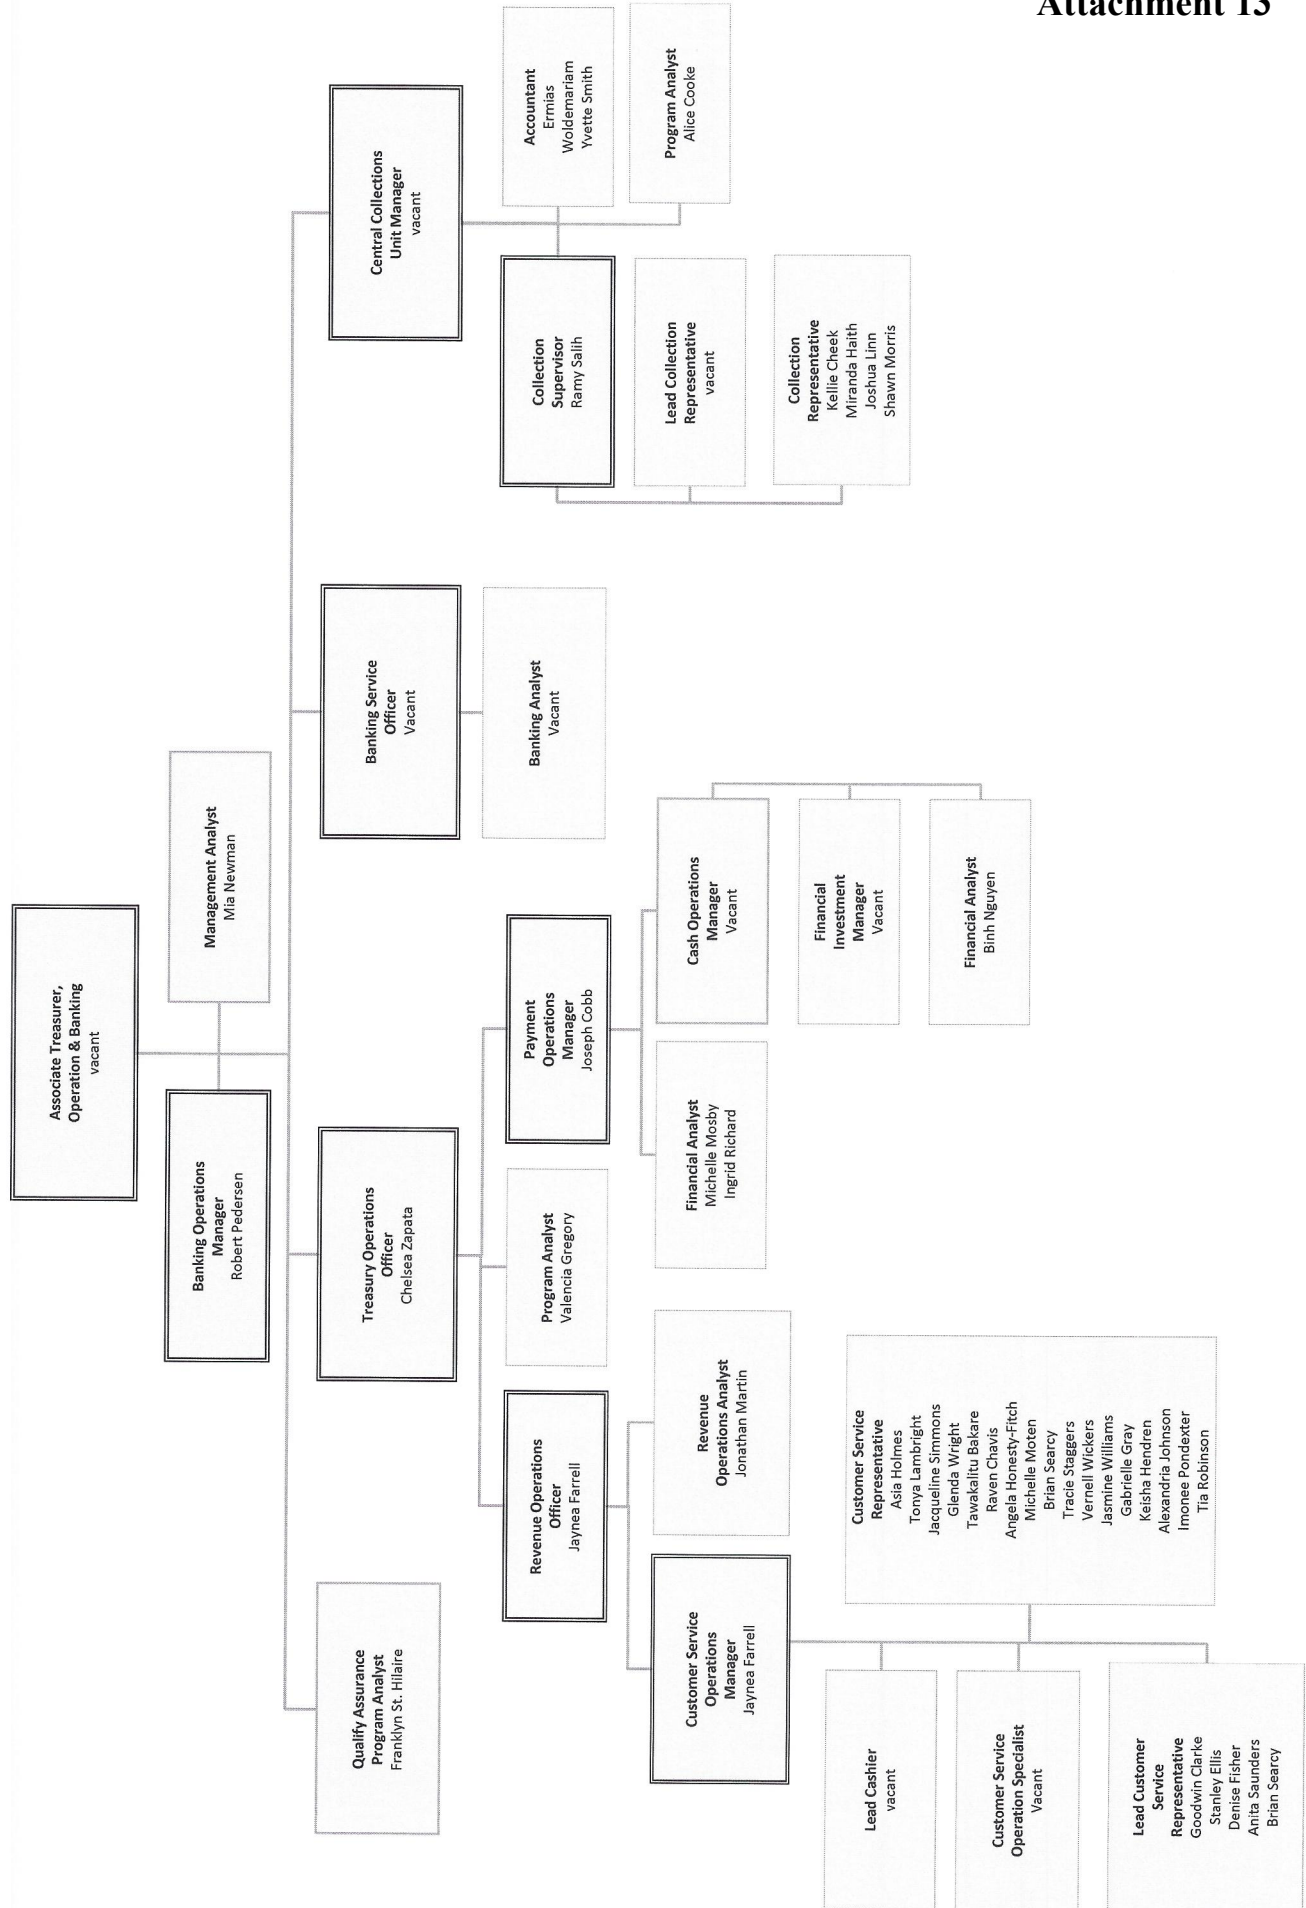 Attachment 13
Associate Treasurer,
Operation & Banking
vacant
Banking Operations
Manager
Robert Pedersen
Management Analyst
Mia Newman
Qualify Assurance
Program Analyst
Franklyn St. Hilaire
Treasury Operations
Officer
Chelsea Zapata
Banking Service
Officer
Vacant
Central Collections
Unit Manager
vacant
Revenue Operations
Officer
Jaynea Farrell
Program Analyst
Valencia Gregory
Payment
Operations
Manager
Joseph Cobb
Banking Analyst
Vacant
Collection
Supervisor
Ramy Salih
Accountant
Ermias
Woldemariam
Yvette Smith
Customer Service
Operations
Manager
Jaynea Farrell
Revenue
Operations Analyst
Jonathan Martin
Financial Analyst
Michelle Mosby
Ingrid Richard
Cash Operations
Manager
Vacant
Lead Collection
Representative
vacant
Program Analyst
Alice Cooke
Financial
Investment
Manager
Vacant
Collection
Representative
Kellie Cheek
Miranda Haith
Joshua Linn
Shawn Morris
Financial Analyst
Binh Nguyen
Lead Cashier
vacant
Customer Service
Representative
Asia Holmes
Tonya Lambright
Jacqueline Simmons
Glenda Wright
Tawakalitu Bakare
Raven Chavis
Angela Honesty-Fitch
Michelle Moten
Brian Searcy
Tracie Staggers
Vernell Wickers
Jasmine Williams
Gabrielle Gray
Keisha Hendren
Alexandria Johnson
Imonee Pondexter
Tia Robinson
Customer Service
Operation Specialist
Vacant
Lead Customer
Service
Representative
Goodwin Clarke
Stanley Ellis
Denise Fisher
Anita Saunders
Brian Searcy